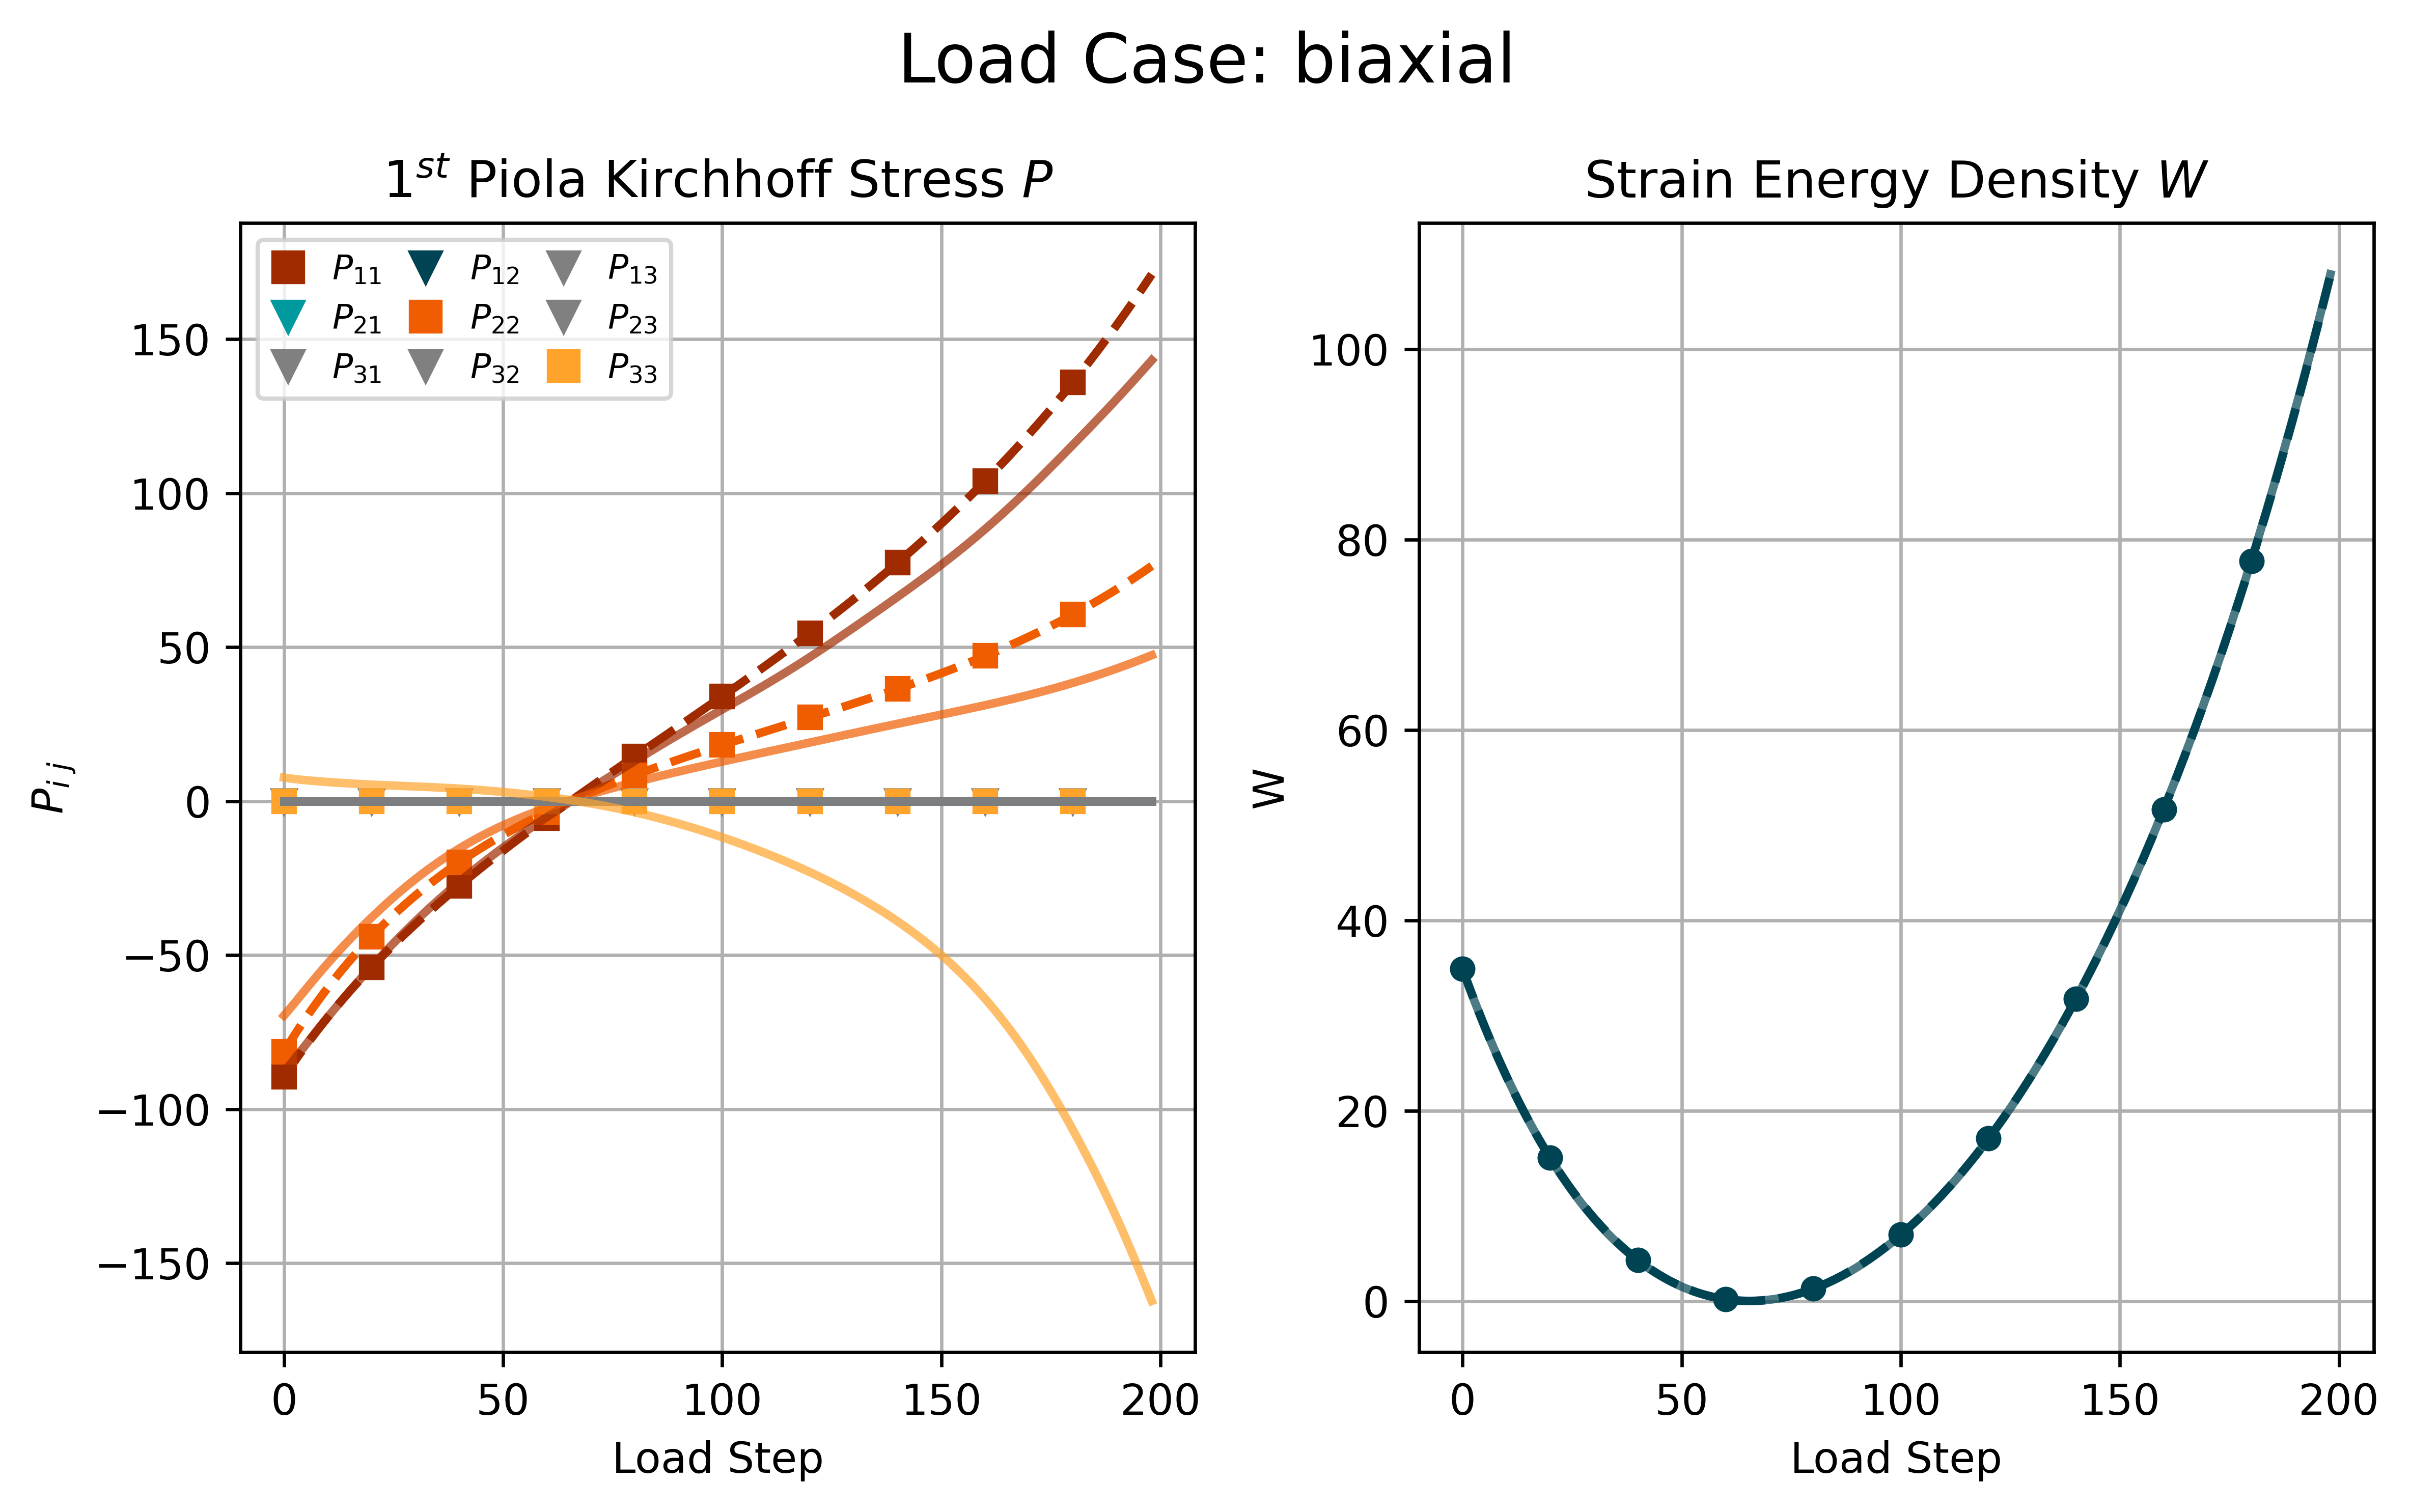 Load Case: biaxial
1st Piola Kirchhoff Stress P
P11 P12 P13
P21 P22 P23
P31 P32 P33
150
100
50
0
−50
−100
−150
Pi j
0 50 100 150 200
Load Step
Strain Energy Density W
100
80
60
40
20
0
W
0 50 100 150 200
Load Step